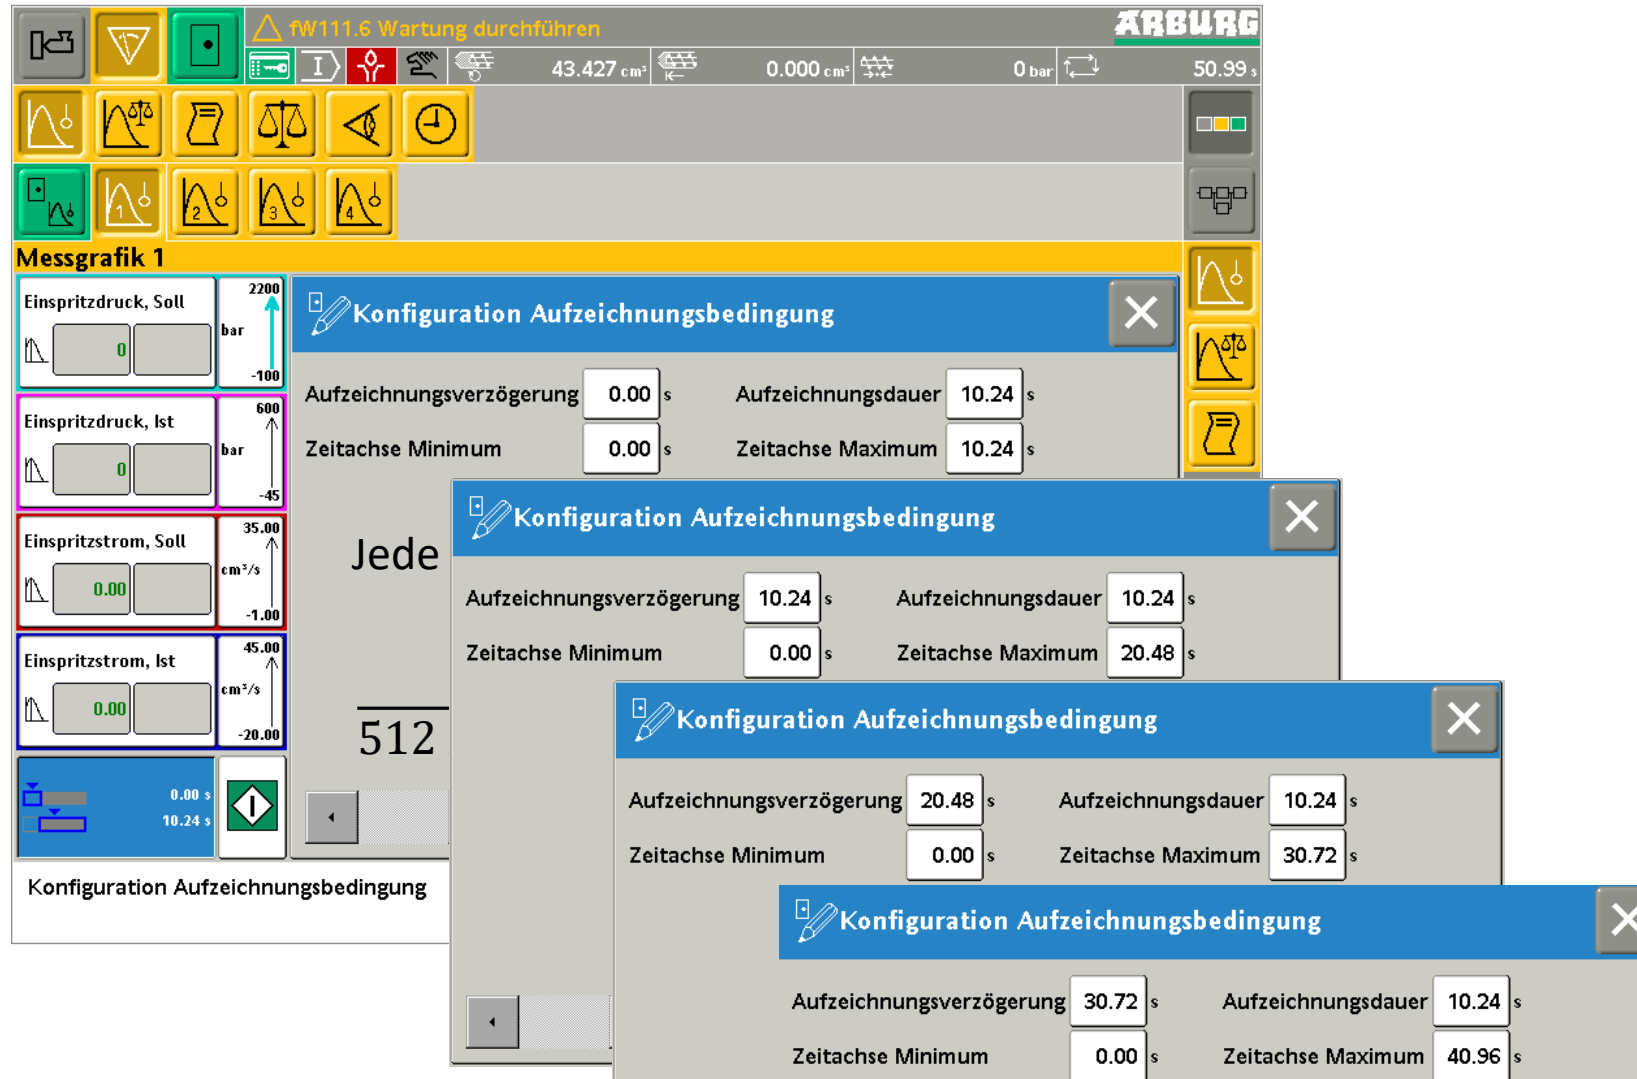 fW111.6 Wartung durchführen
ARBURG
43.427 cm³
0.000 cm³
0 bar
50.99 s
1
2
3
4
Messgrafik 1
Einspritzdruck, Soll
0
2200
bar
-100
Einspritzdruck, Ist
0
600
bar
-45
Einspritzstrom, Soll
0.00
35.00
cm³/s
-1.00
Einspritzstrom, Ist
0.00
45.00
cm³/s
-20.00
0.00 s
10.24 s
Konfiguration Aufzeichnungsbedingung
Konfiguration Aufzeichnungsbedingung
Aufzeichnungsverzögerung 0.00 s Aufzeichnungsdauer 10.24 s
Zeitachse Minimum 0.00 s Zeitachse Maximum 10.24 s
Jede
512
Konfiguration Aufzeichnungsbedingung
Aufzeichnungsverzögerung 10.24 s Aufzeichnungsdauer 10.24 s
Zeitachse Minimum 0.00 s Zeitachse Maximum 20.48 s
Konfiguration Aufzeichnungsbedingung
Aufzeichnungsverzögerung 20.48 s Aufzeichnungsdauer 10.24 s
Zeitachse Minimum 0.00 s Zeitachse Maximum 30.72 s
Konfiguration Aufzeichnungsbedingung
Aufzeichnungsverzögerung 30.72 s Aufzeichnungsdauer 10.24 s
Zeitachse Minimum 0.00 s Zeitachse Maximum 40.96 s